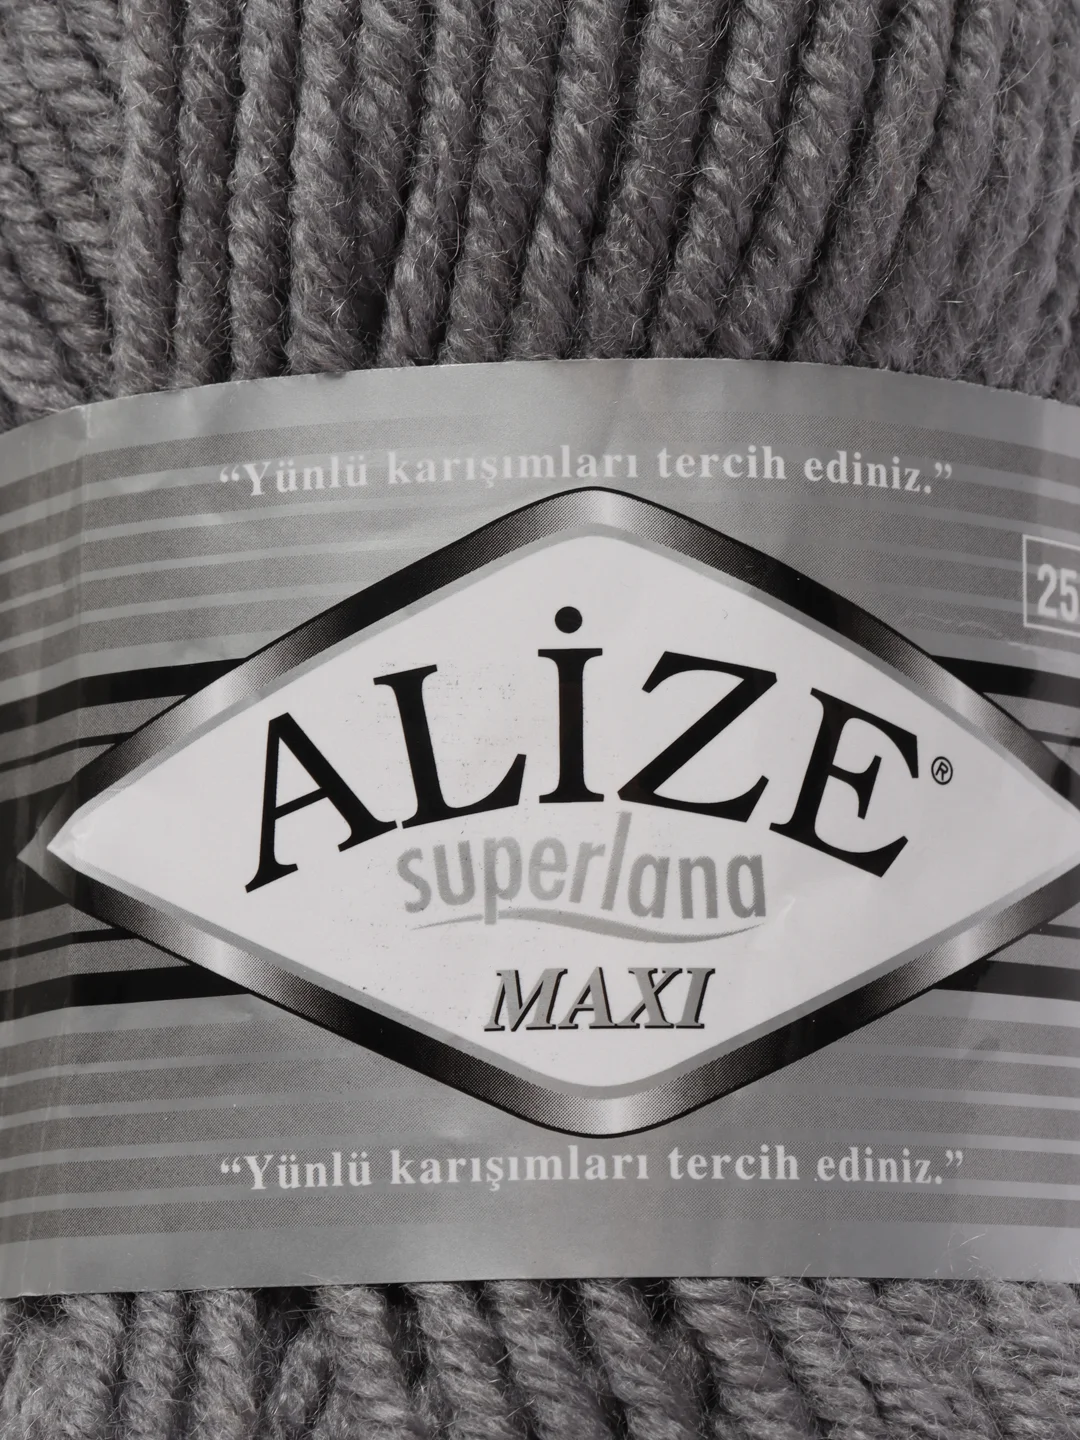 “Yünlü karışımları tercih ediniz.”
25
ALİZE®
superlana
MAXI
“Yünlü karışımları tercih ediniz.”